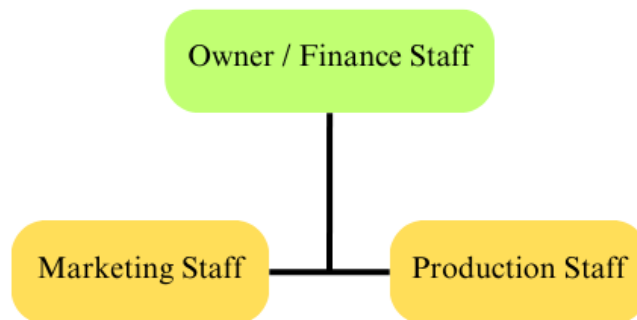 Owner / Finance Staff
Marketing Staff
Production Staff